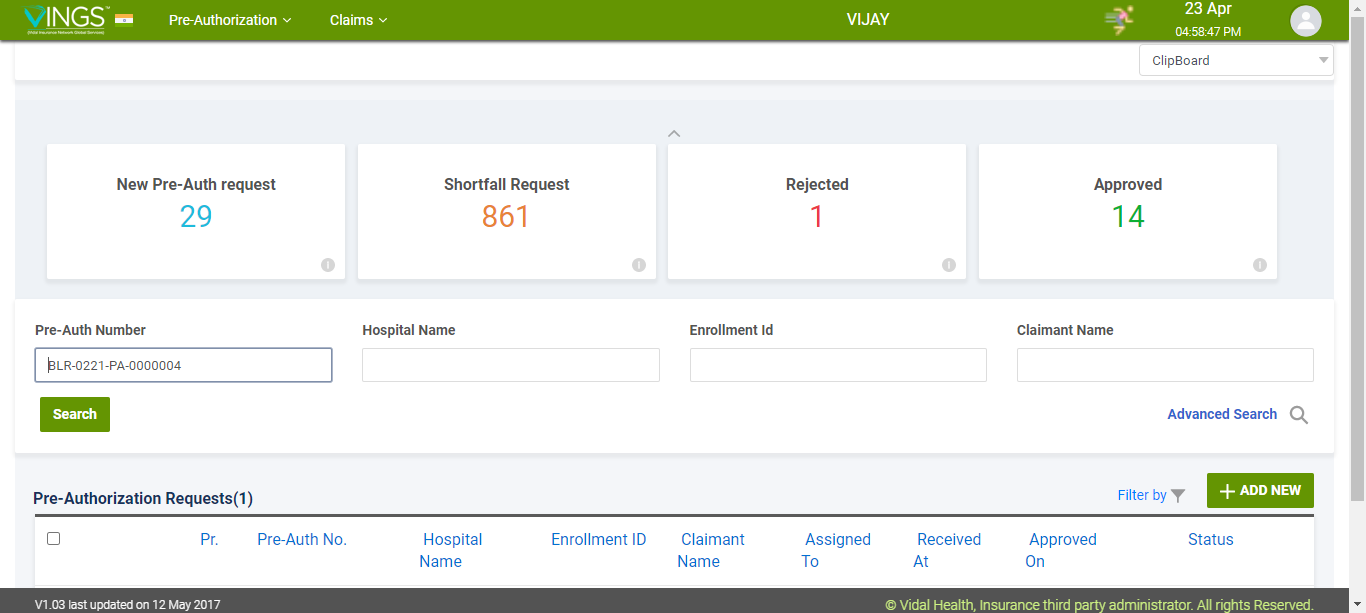 VINGS™
(Vidal Insurance Network Global Services)
Pre-Authorization
Claims
VIJAY
23 Apr
04:58:47 PM
ClipBoard
New Pre-Auth request
29
Shortfall Request
861
Rejected
1
Approved
14
Pre-Auth Number
Hospital Name
Enrollment Id
Claimant Name
BLR-0221-PA-0000004
Search
Advanced Search
Pre-Authorization Requests(1)
Filter by
ADD NEW
Pr.
Pre-Auth No.
Hospital
Name
Enrollment ID
Claimant
Name
Assigned
To
Received
At
Approved
On
Status
V1.03 last updated on 12 May 2017
© Vidal Health, Insurance third party administrator. All rights Reserved.